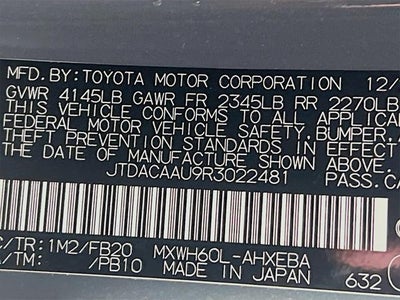 MFD.BY:TOYOTA MOTOR CORPORATION 12/
GVWR 4145LB GAWR FR 2345LB RR 2270LB
THIS VEHICLE CONFORMS TO ALL APPLICA
FEDERAL MOTOR VEHICLE SAFETY,BUMPER,
THEFT PREVENTION STANDARDS IN EFFECT
THE DATE OF MANUFACTURE SHOWN ABOVE.
JTDACAAU9R3022481 PASS.CA
C/TR:1M2/FB20 MXWH60L-AHXEBA
A/TM: /PB10 MADE IN JAPAN 632